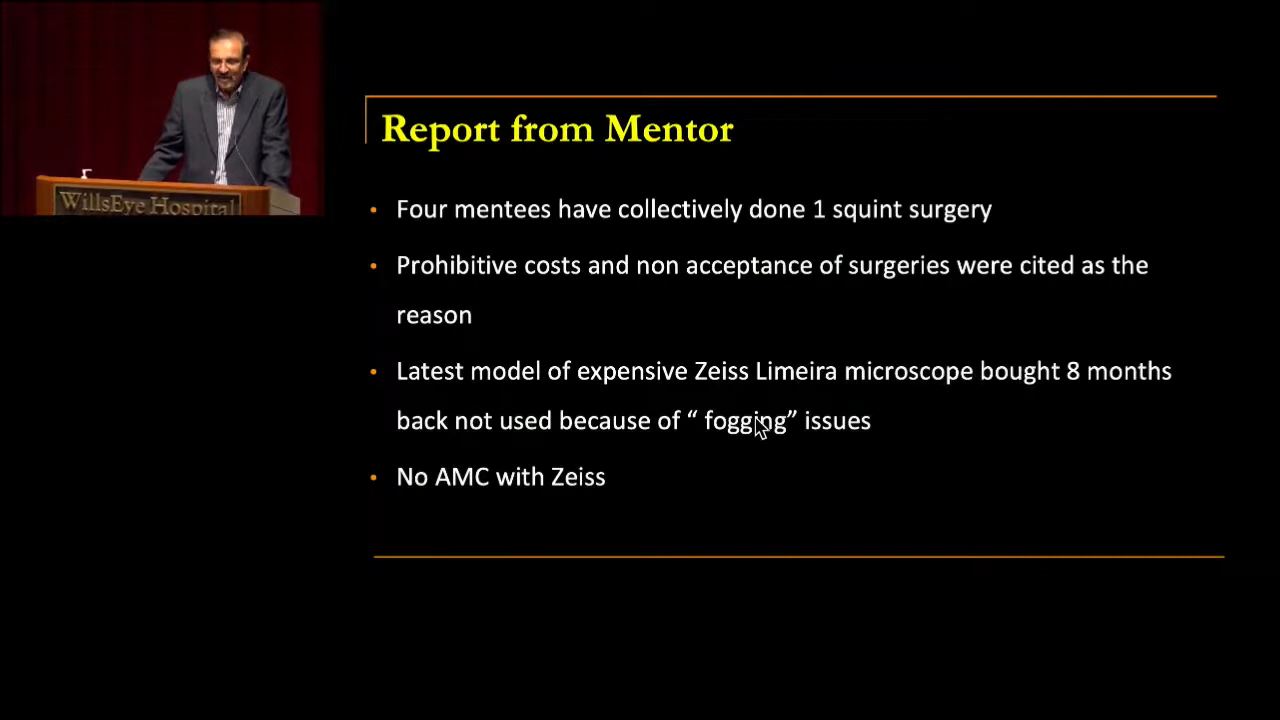 WillsEye Hospital
Report from Mentor
• Four mentees have collectively done 1 squint surgery
• Prohibitive costs and non acceptance of surgeries were cited as the
reason
• Latest model of expensive Zeiss Limeira microscope bought 8 months
back not used because of “ fogging” issues
• No AMC with Zeiss